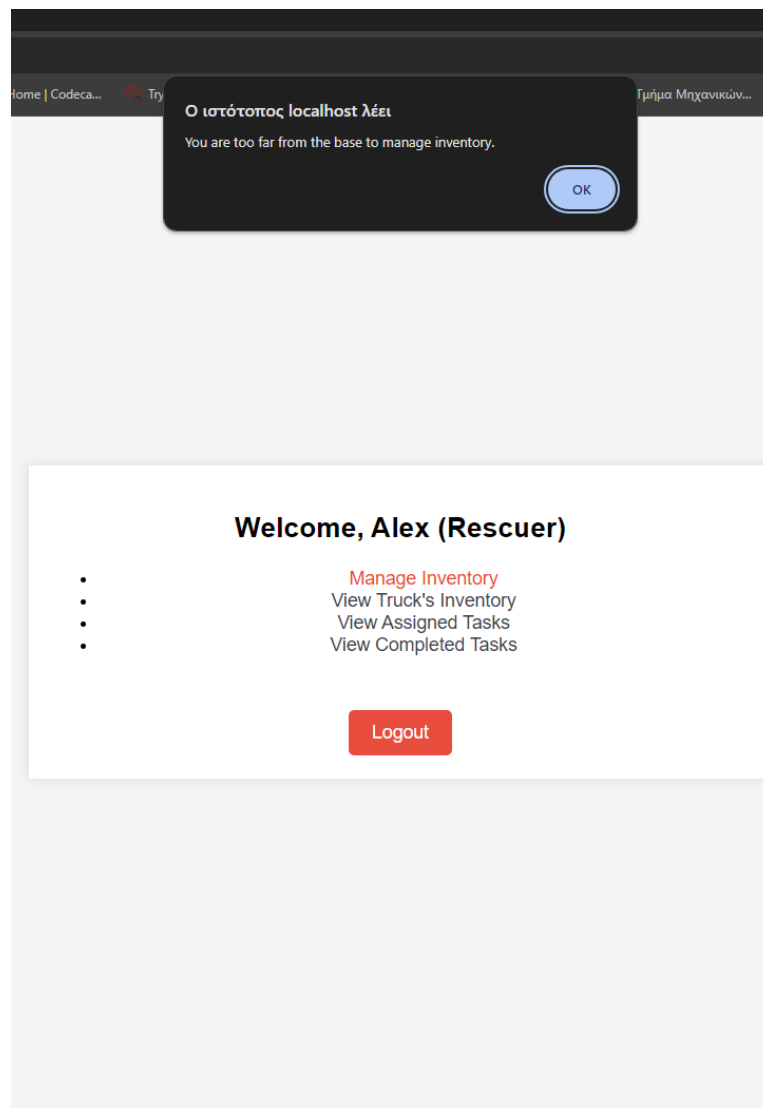 Home | Codeca...
Try
Τμήμα Μηχανικών...
Ο ιστότοπος localhost λέει
You are too far from the base to manage inventory.
OK
Welcome, Alex (Rescuer)
Manage Inventory
View Truck's Inventory
View Assigned Tasks
View Completed Tasks
Logout